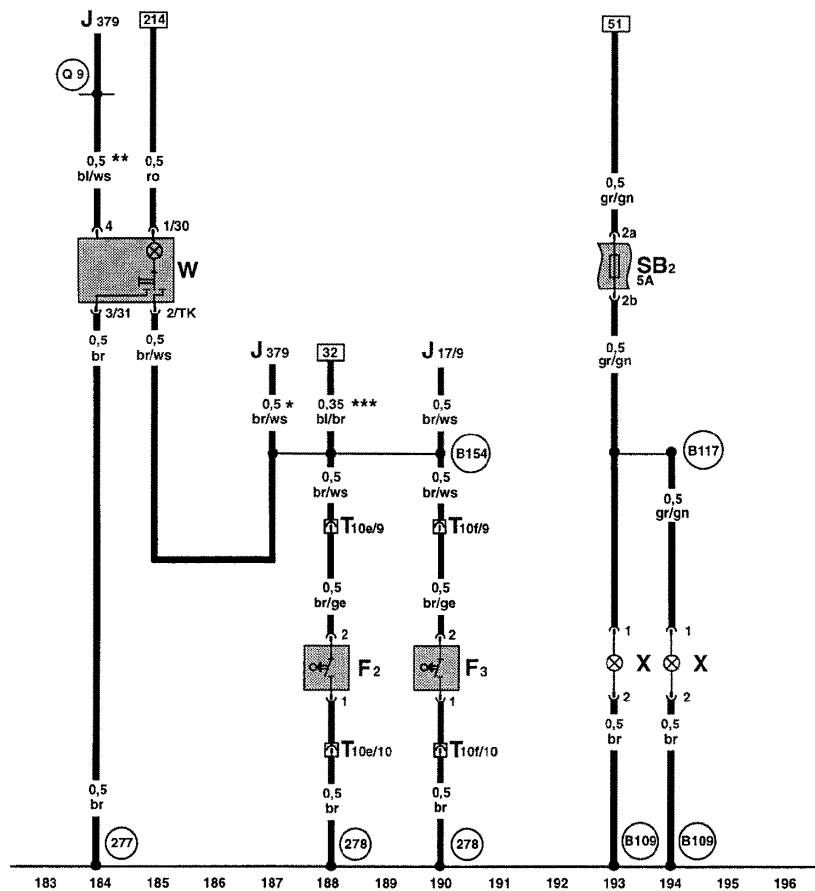 J 379
214
51
Q 9
0,5 **
bl/ws
0,5
ro
0,5
gr/gn
4
1/30
2a
W
SB2
5A
3/31
2/TK
2b
0,5
br
0,5
br/ws
0,5
gr/gn
J 379
32
J 17/9
0,5 *
br/ws
0,35 ***
bl/br
0,5
br/ws
B154
B117
0,5
br/ws
0,5
br/ws
0,5
gr/gn
T10e/9
T10f/9
0,5
br/ge
0,5
br/ge
2
2
1
1
F2
F3
X
X
1
1
2
2
0,5
br
0,5
br
T10e/10
T10f/10
0,5
br
0,5
br
0,5
br
277
278
278
B109
B109
183 184 185 186 187 188 189 190 191 192 193 194 195 196